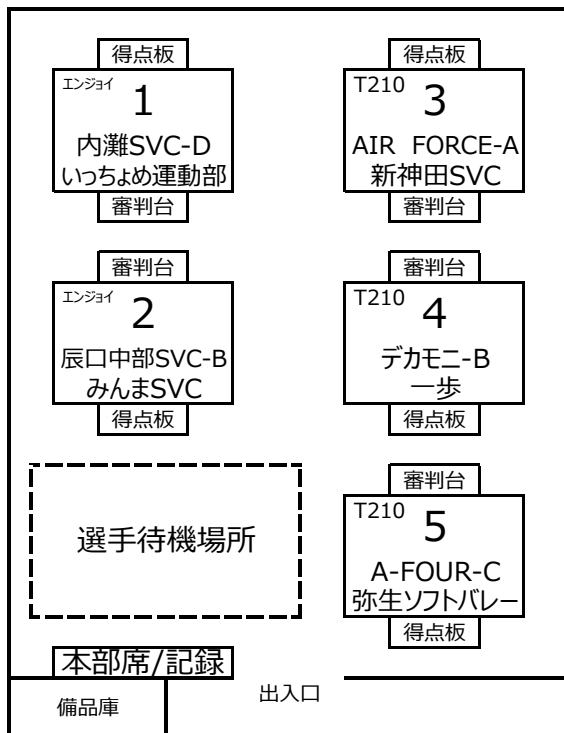 得点板
エンジョイ
1
内灘SVC-D
いっちょめ運動部
審判台
得点板
T210
3
AIR FORCE-A
新神田SVC
審判台
審判台
エンジョイ
2
辰口中部SVC-B
みんまSVC
得点板
審判台
T210
4
デカモニ-B
一歩
得点板
選手待機場所
審判台
T210
5
A-FOUR-C
弥生ソフトバレー
得点板
本部席/記録
備品庫
出入口